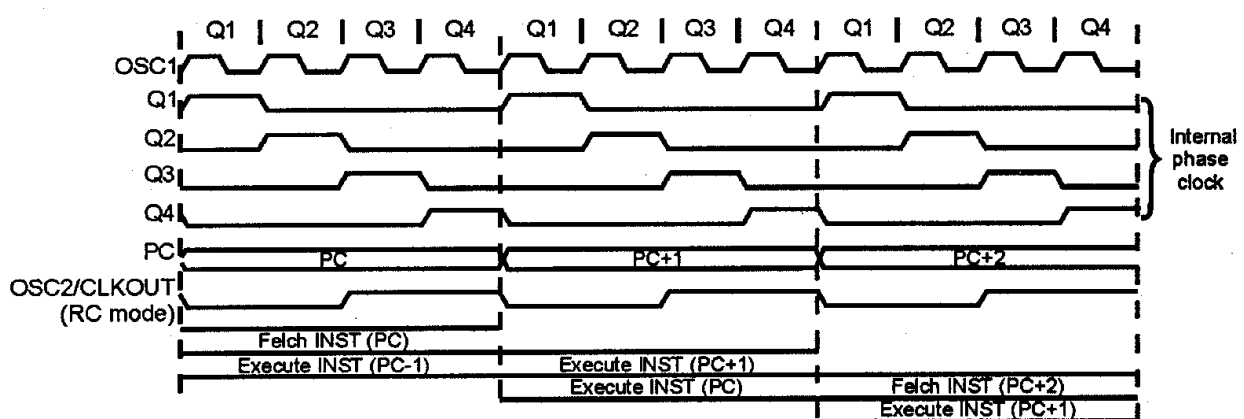 Q1 | Q2 | Q3 | Q4 | Q1 | Q2 | Q3 | Q4 | Q1 | Q2 | Q3 | Q4
OSC1
Q1
Q2
Q3
Q4
Internal
phase
clock
PC
PC
PC+1
PC+2
OSC2/CLKOUT
(RC mode)
Felch INST (PC)
Execute INST (PC-1)
Execute INST (PC+1)
Execute INST (PC)
Felch INST (PC+2)
Execute INST (PC+1)